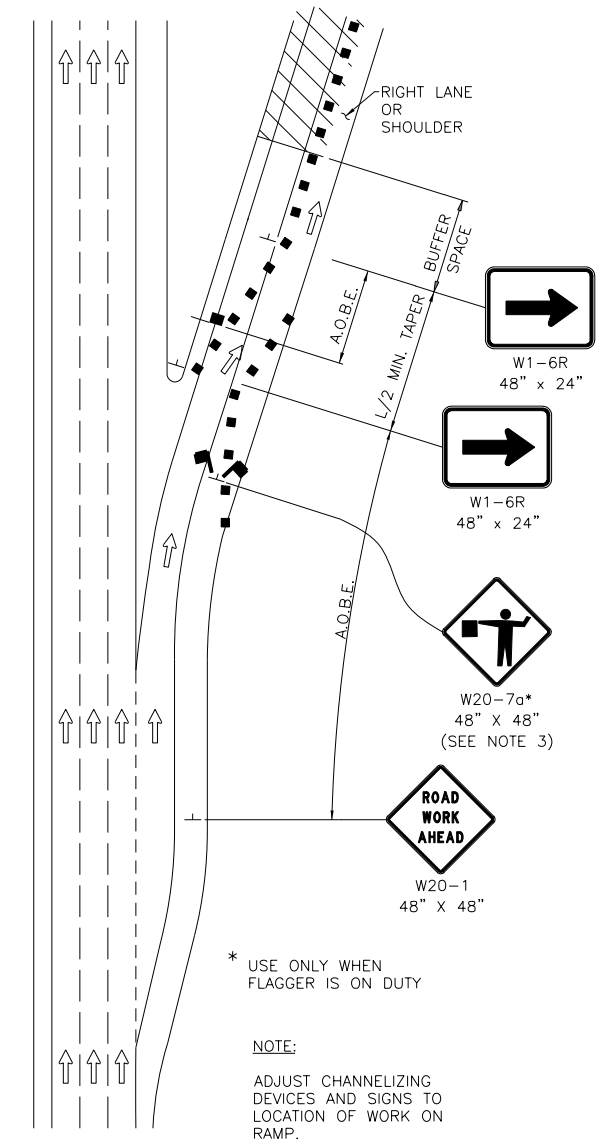 RIGHT LANE
OR
SHOULDER
BUFFER
SPACE
A.O.B.E.
L/2 MIN. TAPER
W1-6R
48" x 24"
W1-6R
48" x 24"
A.O.B.E.
W20-7a*
48" X 48"
(SEE NOTE 3)
ROAD
WORK
AHEAD
W20-1
48" X 48"
* USE ONLY WHEN
FLAGGER IS ON DUTY
NOTE:
ADJUST CHANNELIZING
DEVICES AND SIGNS TO
LOCATION OF WORK ON
RAMP.